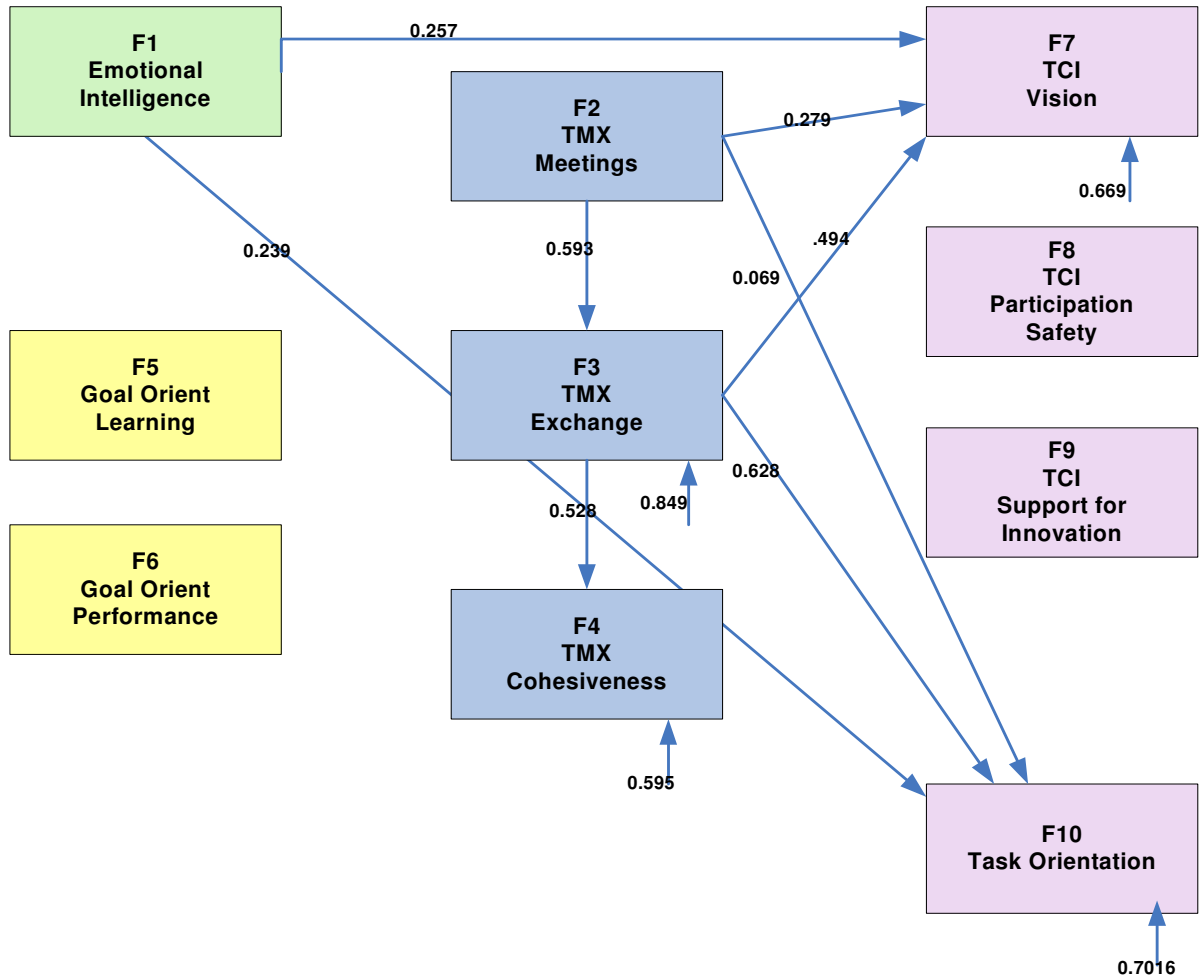 F1
Emotional
Intelligence
0.257
F7
TCI
Vision
F2
TMX
Meetings
0.279
0.669
0.239
0.593
.494
0.069
F8
TCI
Participation
Safety
F5
Goal Orient
Learning
F3
TMX
Exchange
F9
TCI
Support for
Innovation
0.628
0.528
0.849
F6
Goal Orient
Performance
F4
TMX
Cohesiveness
0.595
F10
Task Orientation
0.7016